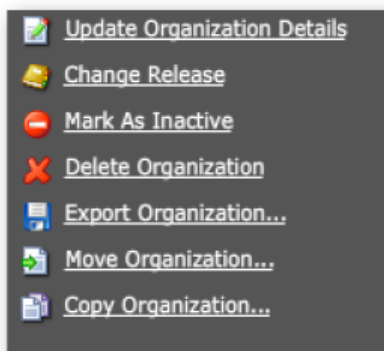 Update Organization Details
Change Release
Mark As Inactive
Delete Organization
Export Organization...
Move Organization...
Copy Organization...